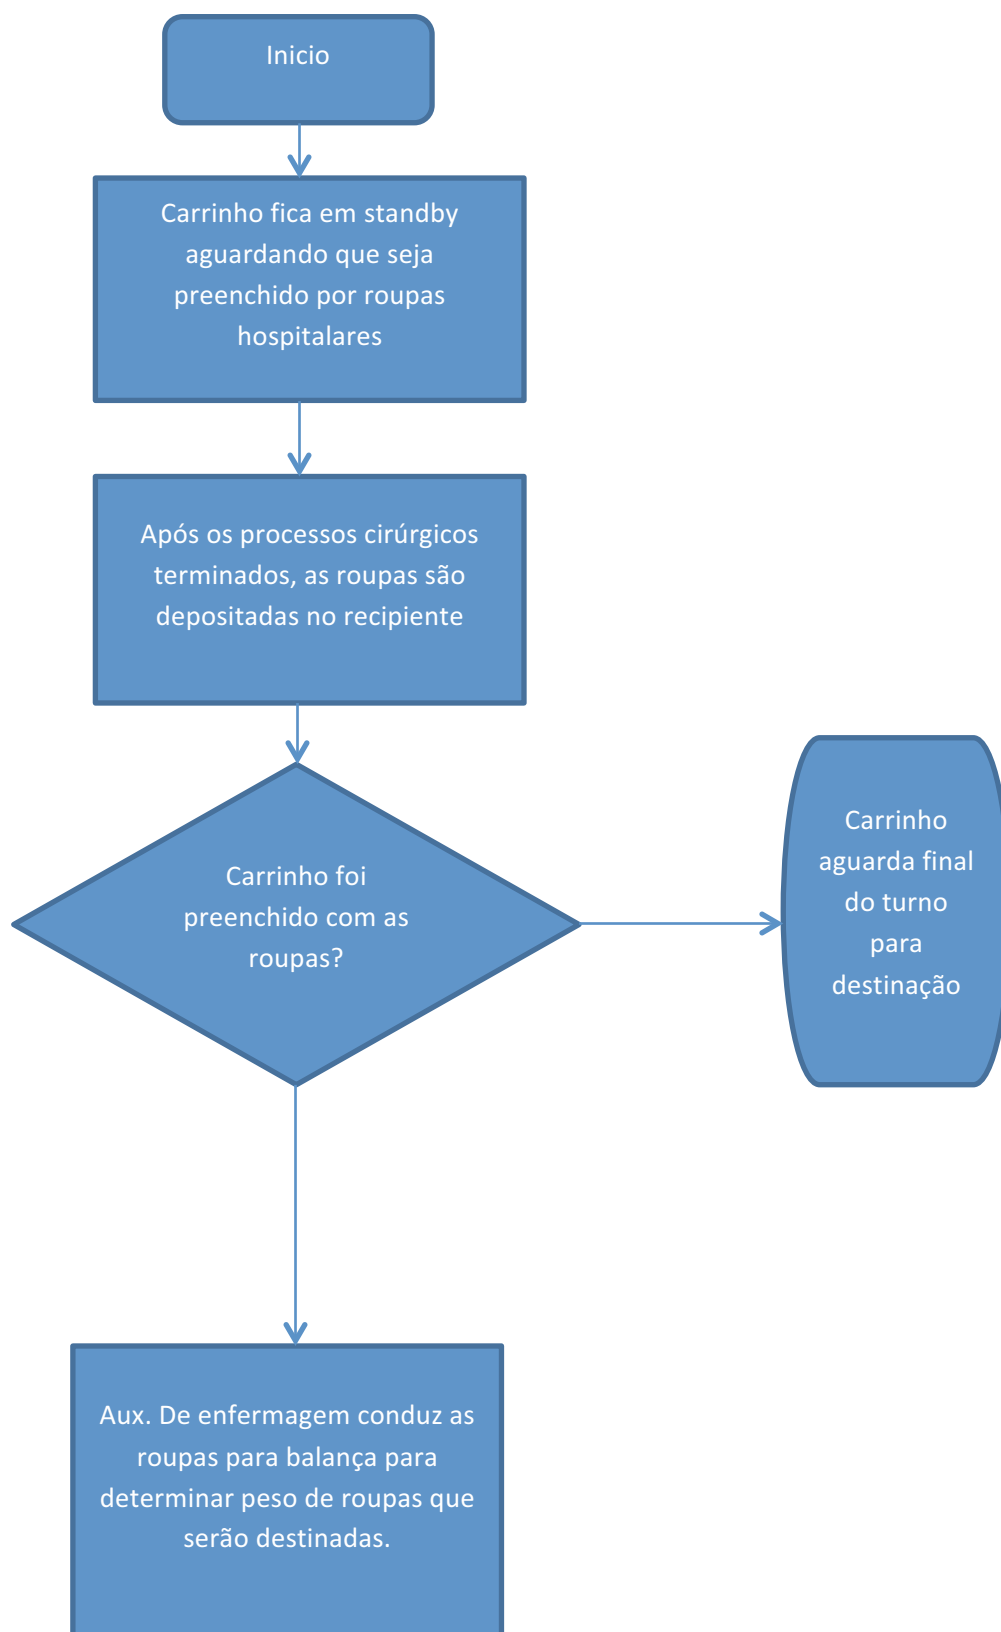 Inicio
Carrinho fica em standby
aguardando que seja
preenchido por roupas
hospitalares
Após os processos cirúrgicos
terminados, as roupas são
depositadas no recipiente
Carrinho foi
preenchido com as
roupas?
Carrinho
aguarda final
do turno
para
destinação
Aux. De enfermagem conduz as
roupas para balança para
determinar peso de roupas que
serão destinadas.